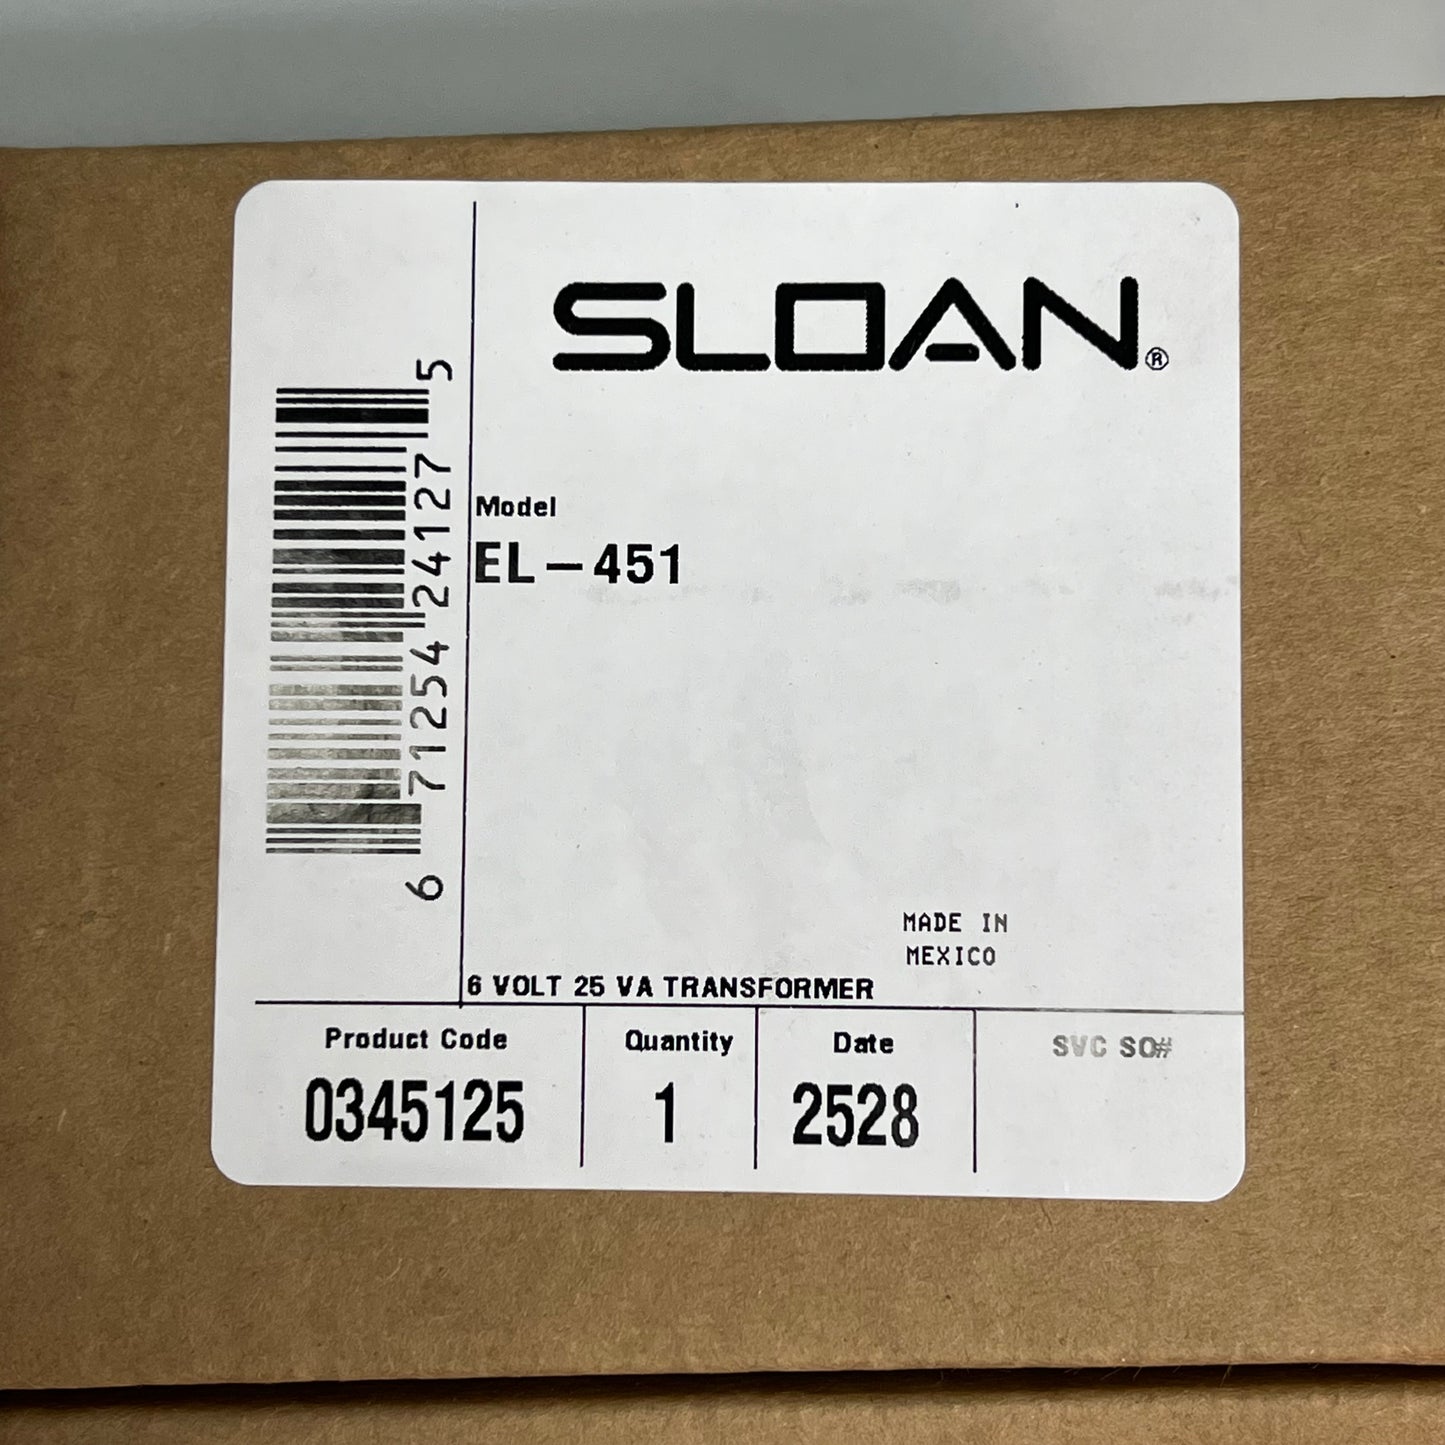 SLOAN®
6 71254 24127 5
Model
EL-451
MADE IN
MEXICO
6 VOLT 25 VA TRANSFORMER
Product Code Quantity Date SVC SO#
0345125 1 2528